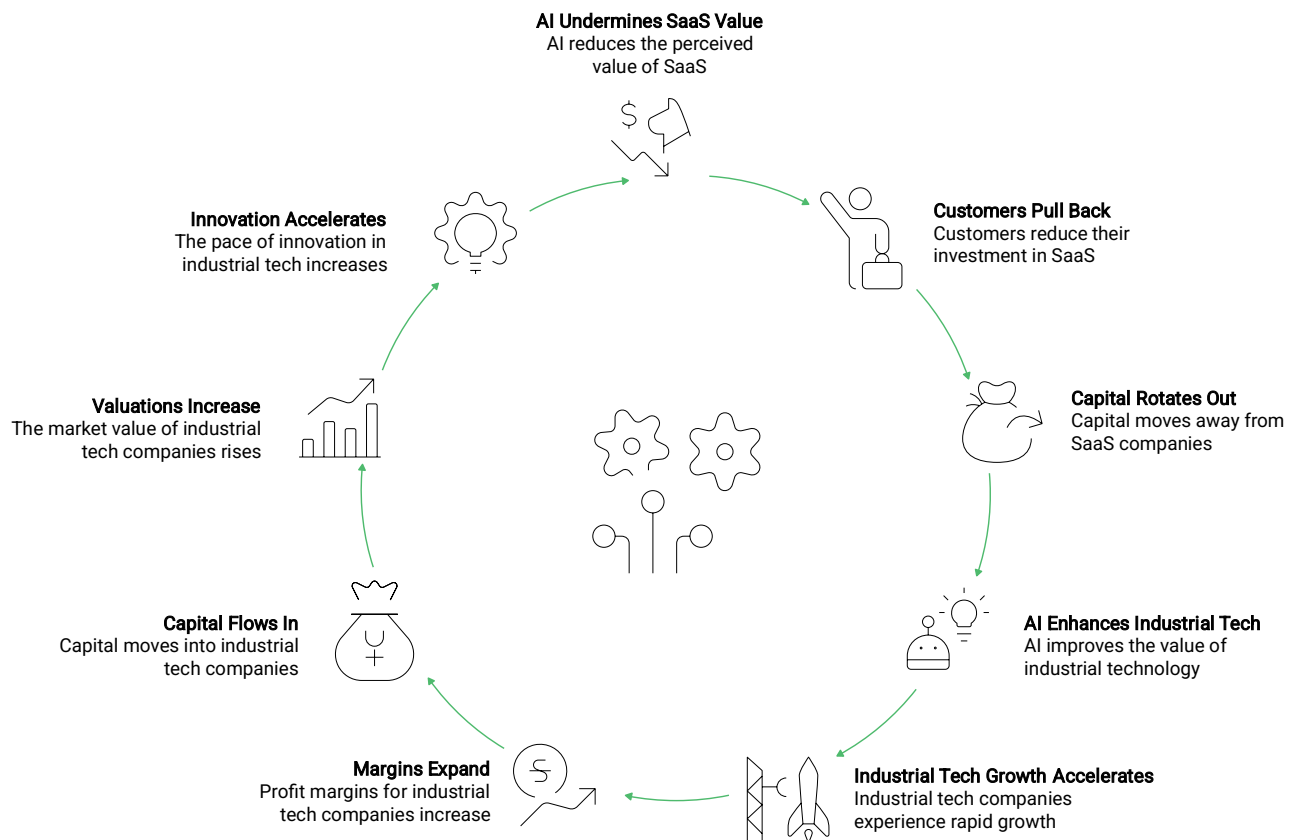 AI Undermines SaaS Value
AI reduces the perceived
value of SaaS
$
Customers Pull Back
Customers reduce their
investment in SaaS
Capital Rotates Out
Capital moves away from
SaaS companies
AI Enhances Industrial Tech
AI improves the value of
industrial technology
Industrial Tech Growth Accelerates
Industrial tech companies
experience rapid growth
Margins Expand
Profit margins for industrial
tech companies increase
Capital Flows In
Capital moves into industrial
tech companies
Valuations Increase
The market value of industrial
tech companies rises
Innovation Accelerates
The pace of innovation in
industrial tech increases